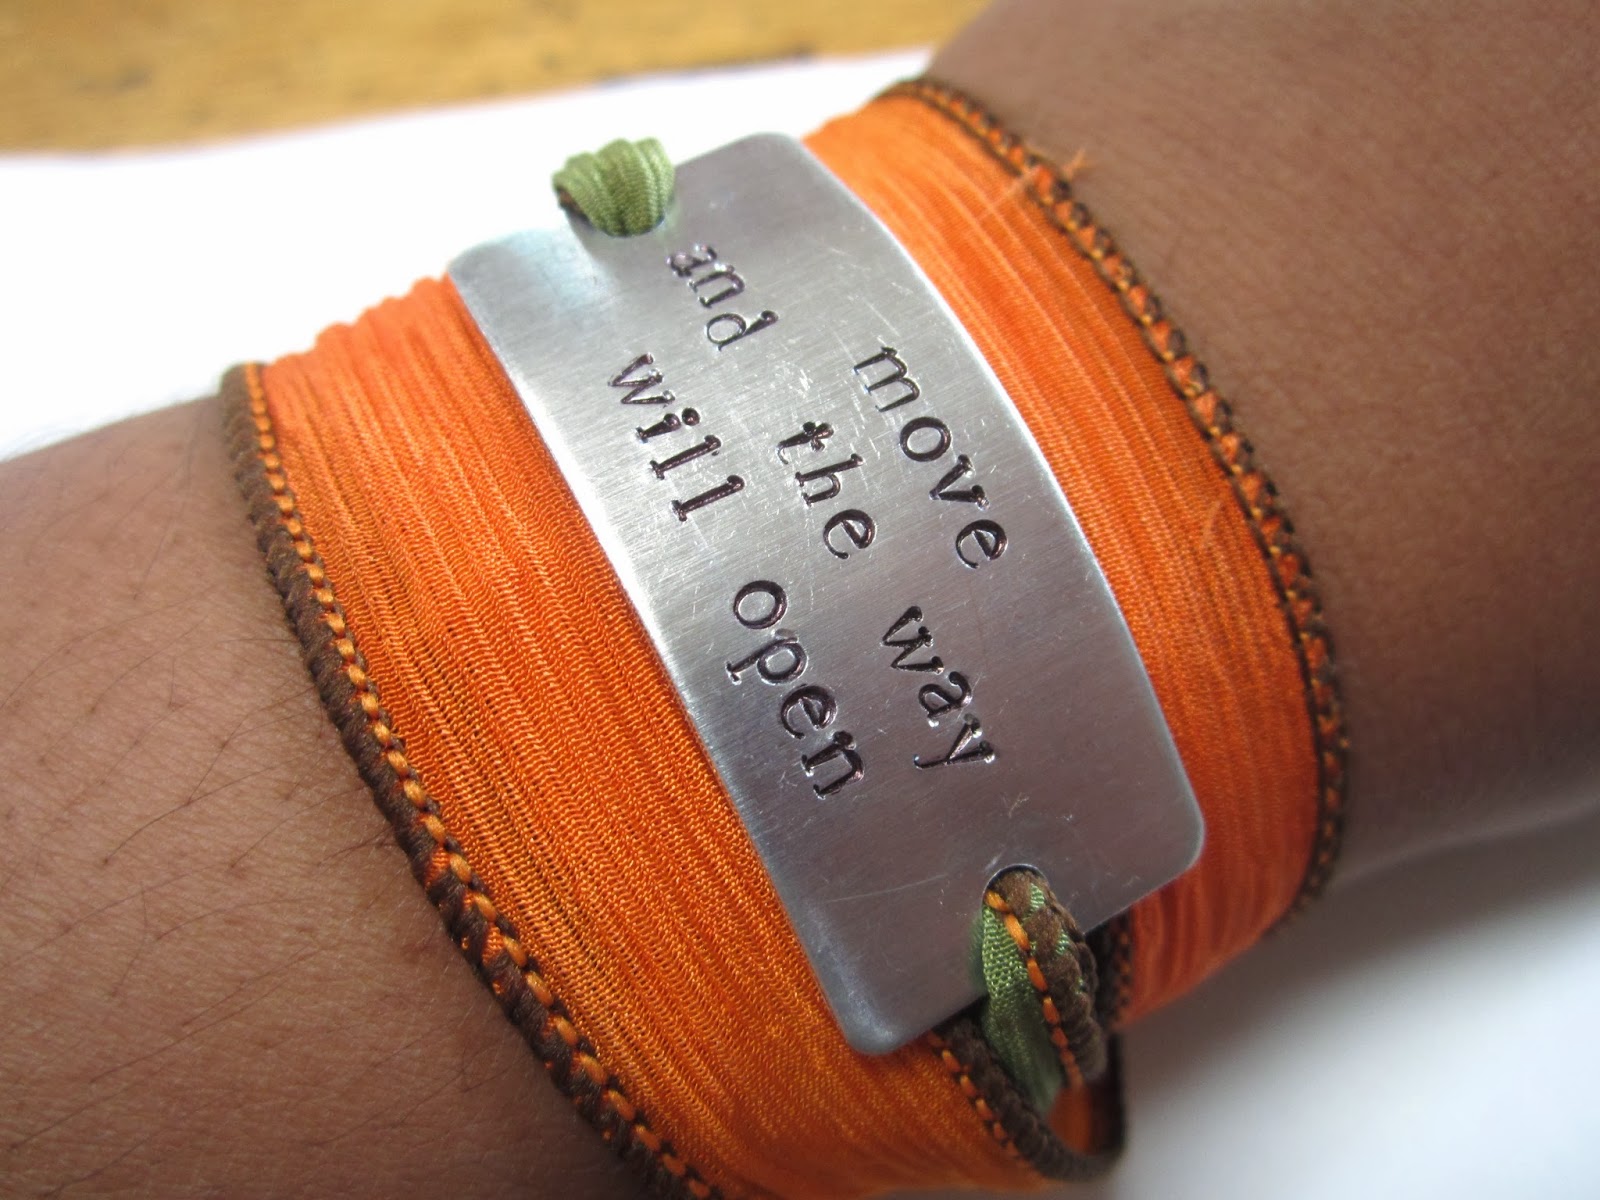 move
and the way
will open